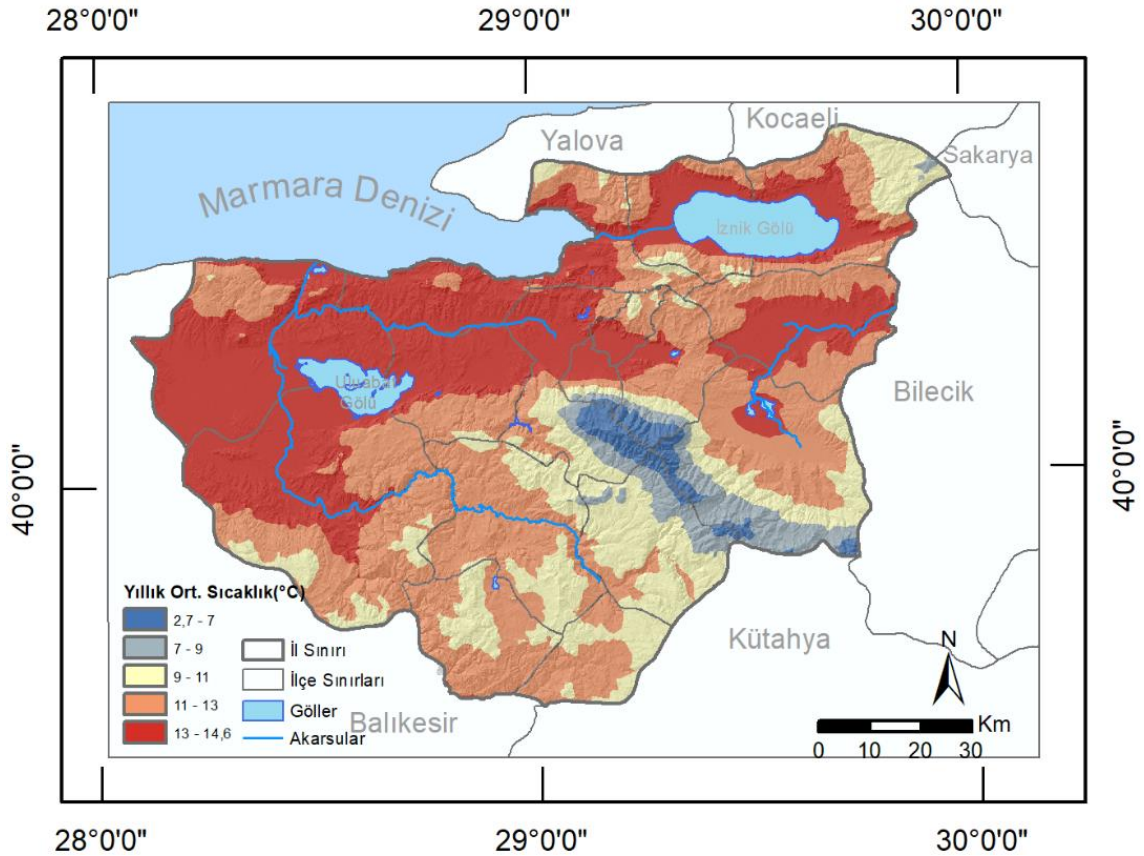 28°0'0"
29°0'0"
30°0'0"
Kocaeli
Yalova
Sakarya
Marmara Denizi
İznik Gölü
Uluabat
Gölü
Bilecik
40°0'0"
40°0'0"
Kütahya
Balıkesir
Yıllık Ort. Sıcaklık(°C)
2,7 - 7
7 - 9
9 - 11
11 - 13
13 - 14,6
İl Sınırı
İlçe Sınırları
Göller
Akarsular
N
Km
0 10 20 30
28°0'0"
29°0'0"
30°0'0"